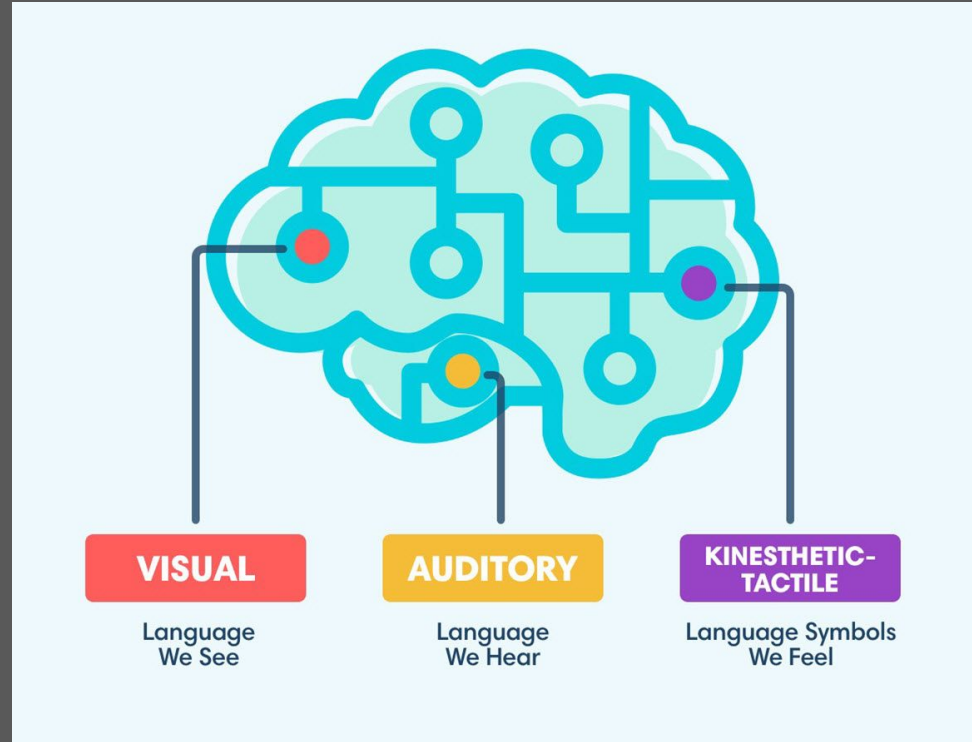 VISUAL
Language
We See
AUDITORY
Language
We Hear
KINESTHETIC-
TACTILE
Language Symbols
We Feel